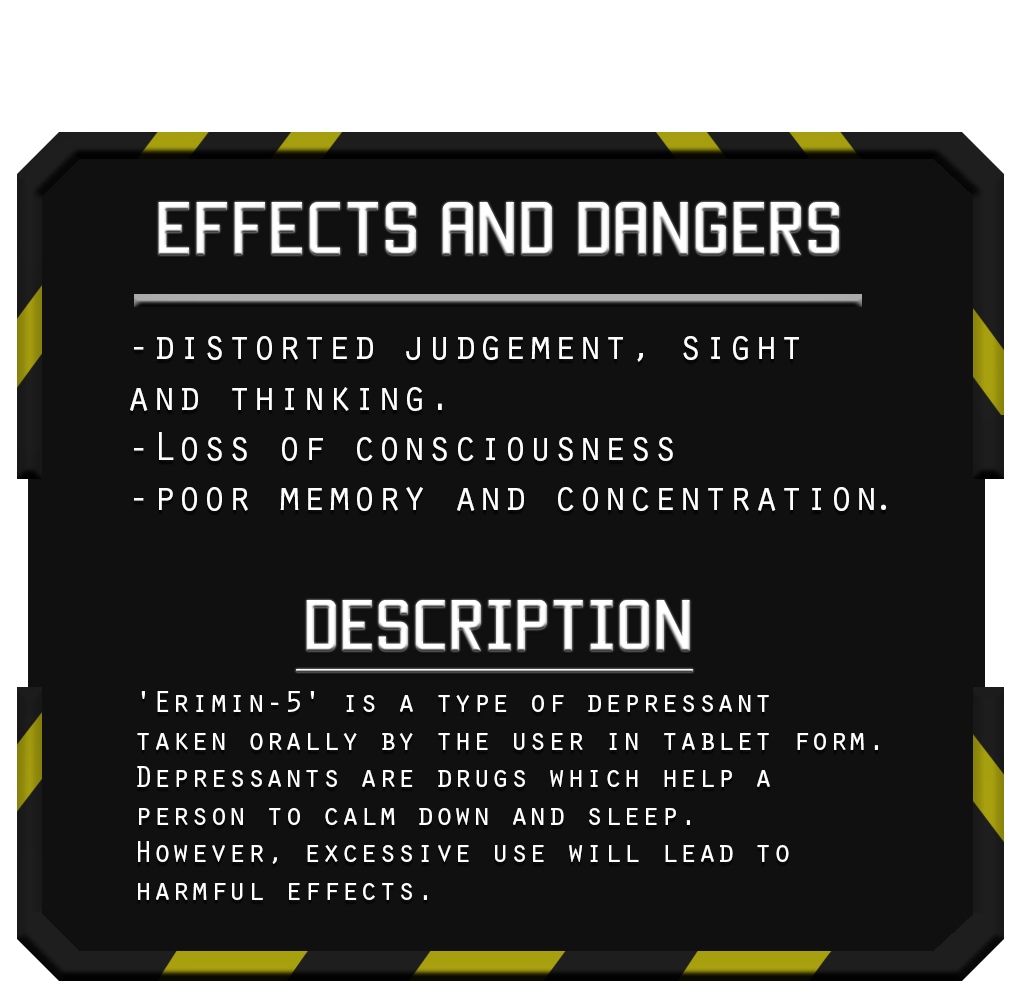 EFFECTS AND DANGERS
-DISTORTED JUDGEMENT, SIGHT
AND THINKING.
-LOSS OF CONSCIOUSNESS
-POOR MEMORY AND CONCENTRATION.
DESCRIPTION
'ERIMIN-5' IS A TYPE OF DEPRESSANT
TAKEN ORALLY BY THE USER IN TABLET FORM.
DEPRESSANTS ARE DRUGS WHICH HELP A
PERSON TO CALM DOWN AND SLEEP.
HOWEVER, EXCESSIVE USE WILL LEAD TO
HARMFUL EFFECTS.